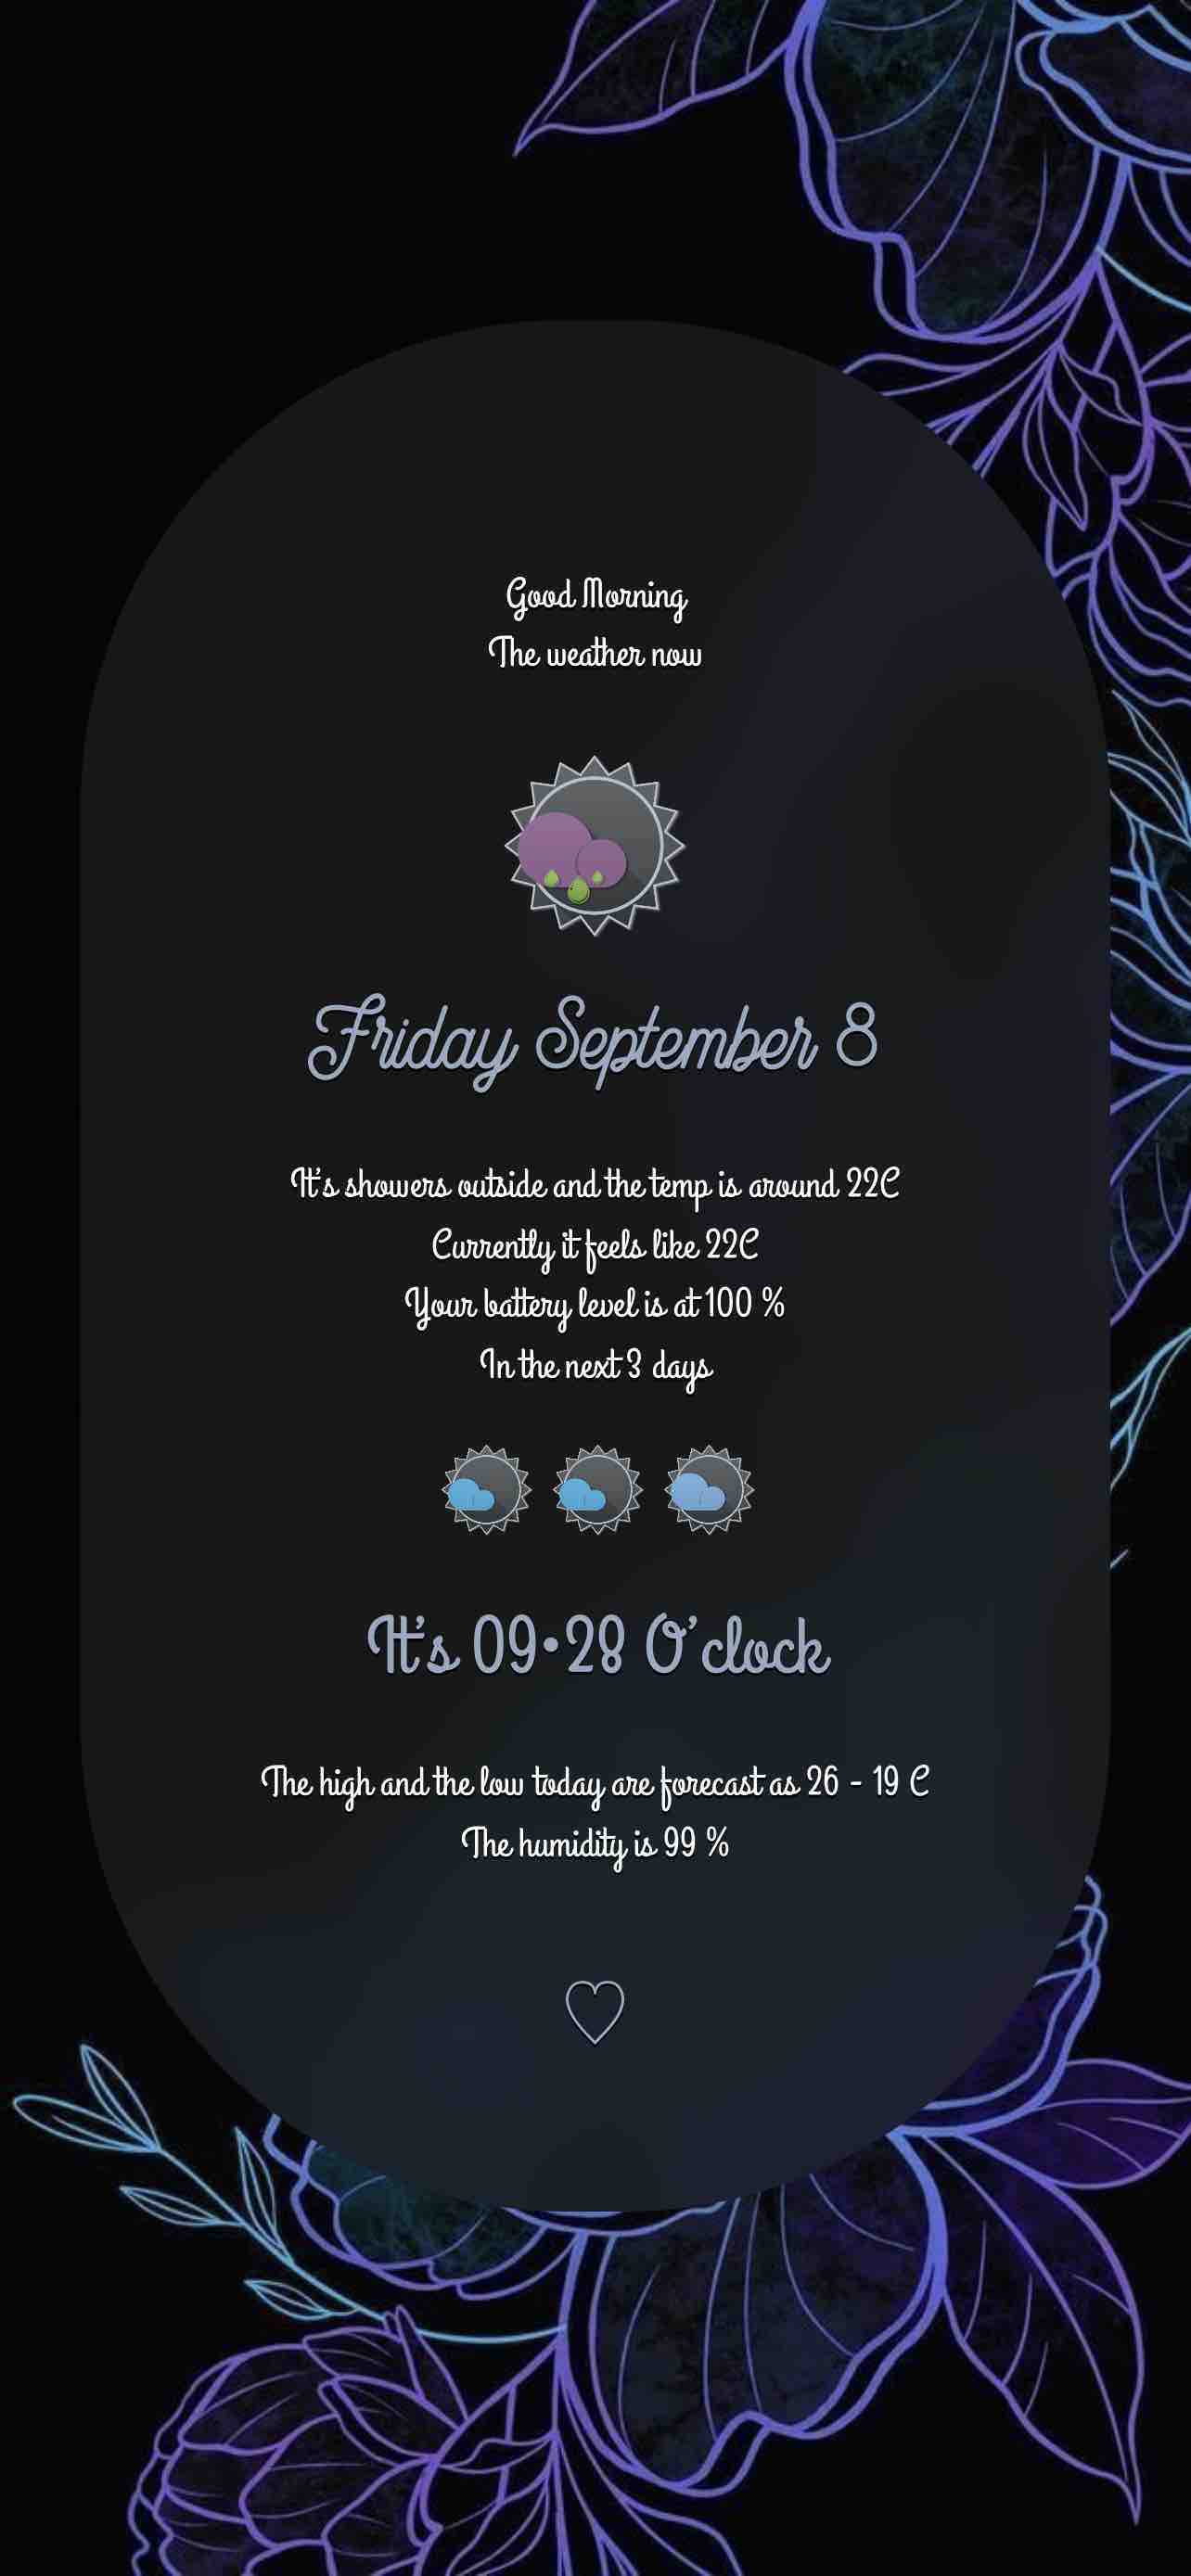 Good Morning
The weather now
Friday September 8
It's showers outside and the temp is around 22C
Currently it feels like 22C
Your battery level is at 100 %
In the next 3 days
It's 09•28 O'clock
The high and the low today are forecast as 26 - 19 C
The humidity is 99 %